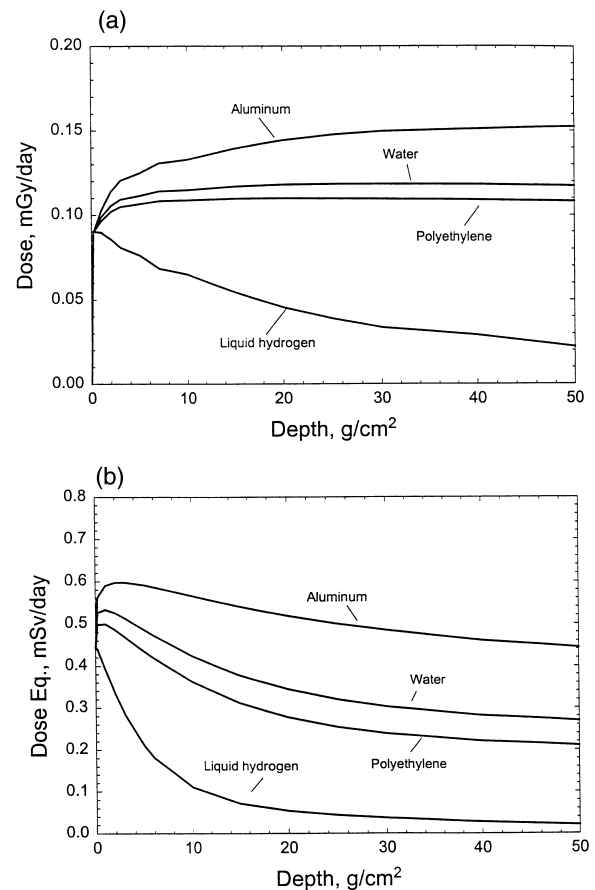 (a)
0.20
Aluminum
0.15
Water
Dose, mGy/day
0.10
Polyethylene
0.05
Liquid hydrogen
0.00
0 10 20 30 40 50
Depth, g/cm²
(b)
0.8
0.7
0.6
Aluminum
0.5
Dose Eq., mSv/day
0.4
Water
0.3
Polyethylene
Liquid hydrogen
0.2
0.1
0.0
0 10 20 30 40 50
Depth, g/cm²